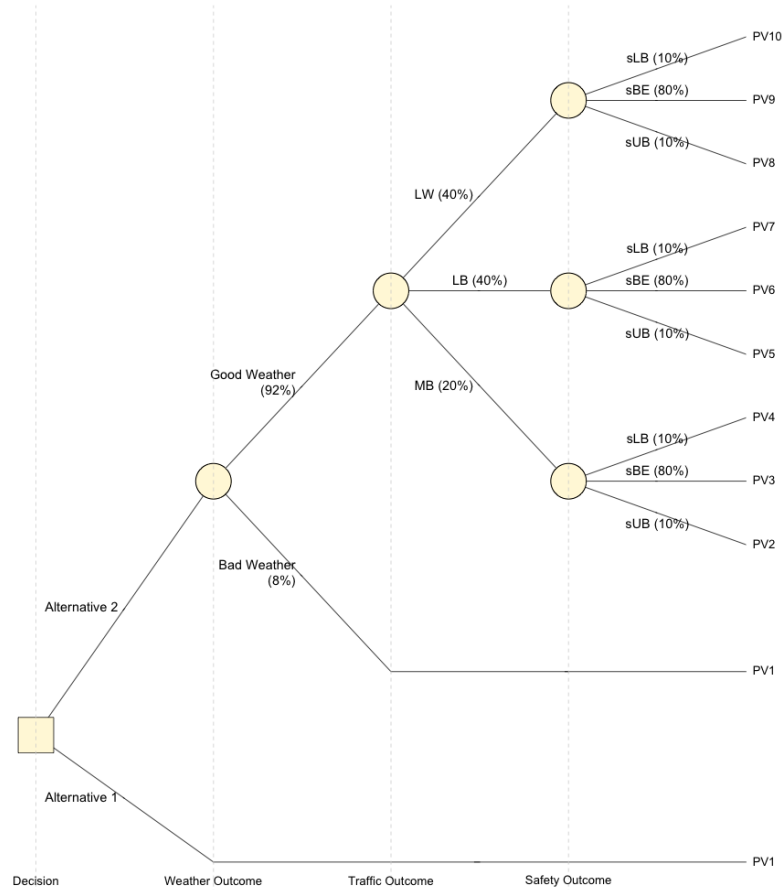 PV10
sLB (10%)
sBE (80%)
PV9
sUB (10%)
PV8
LW (40%)
PV7
sLB (10%)
LB (40%)
sBE (80%)
PV6
sUB (10%)
PV5
Good Weather
(92%)
MB (20%)
PV4
sLB (10%)
sBE (80%)
PV3
sUB (10%)
PV2
Bad Weather
(8%)
Alternative 2
PV1
Alternative 1
PV1
Decision
Weather Outcome
Traffic Outcome
Safety Outcome